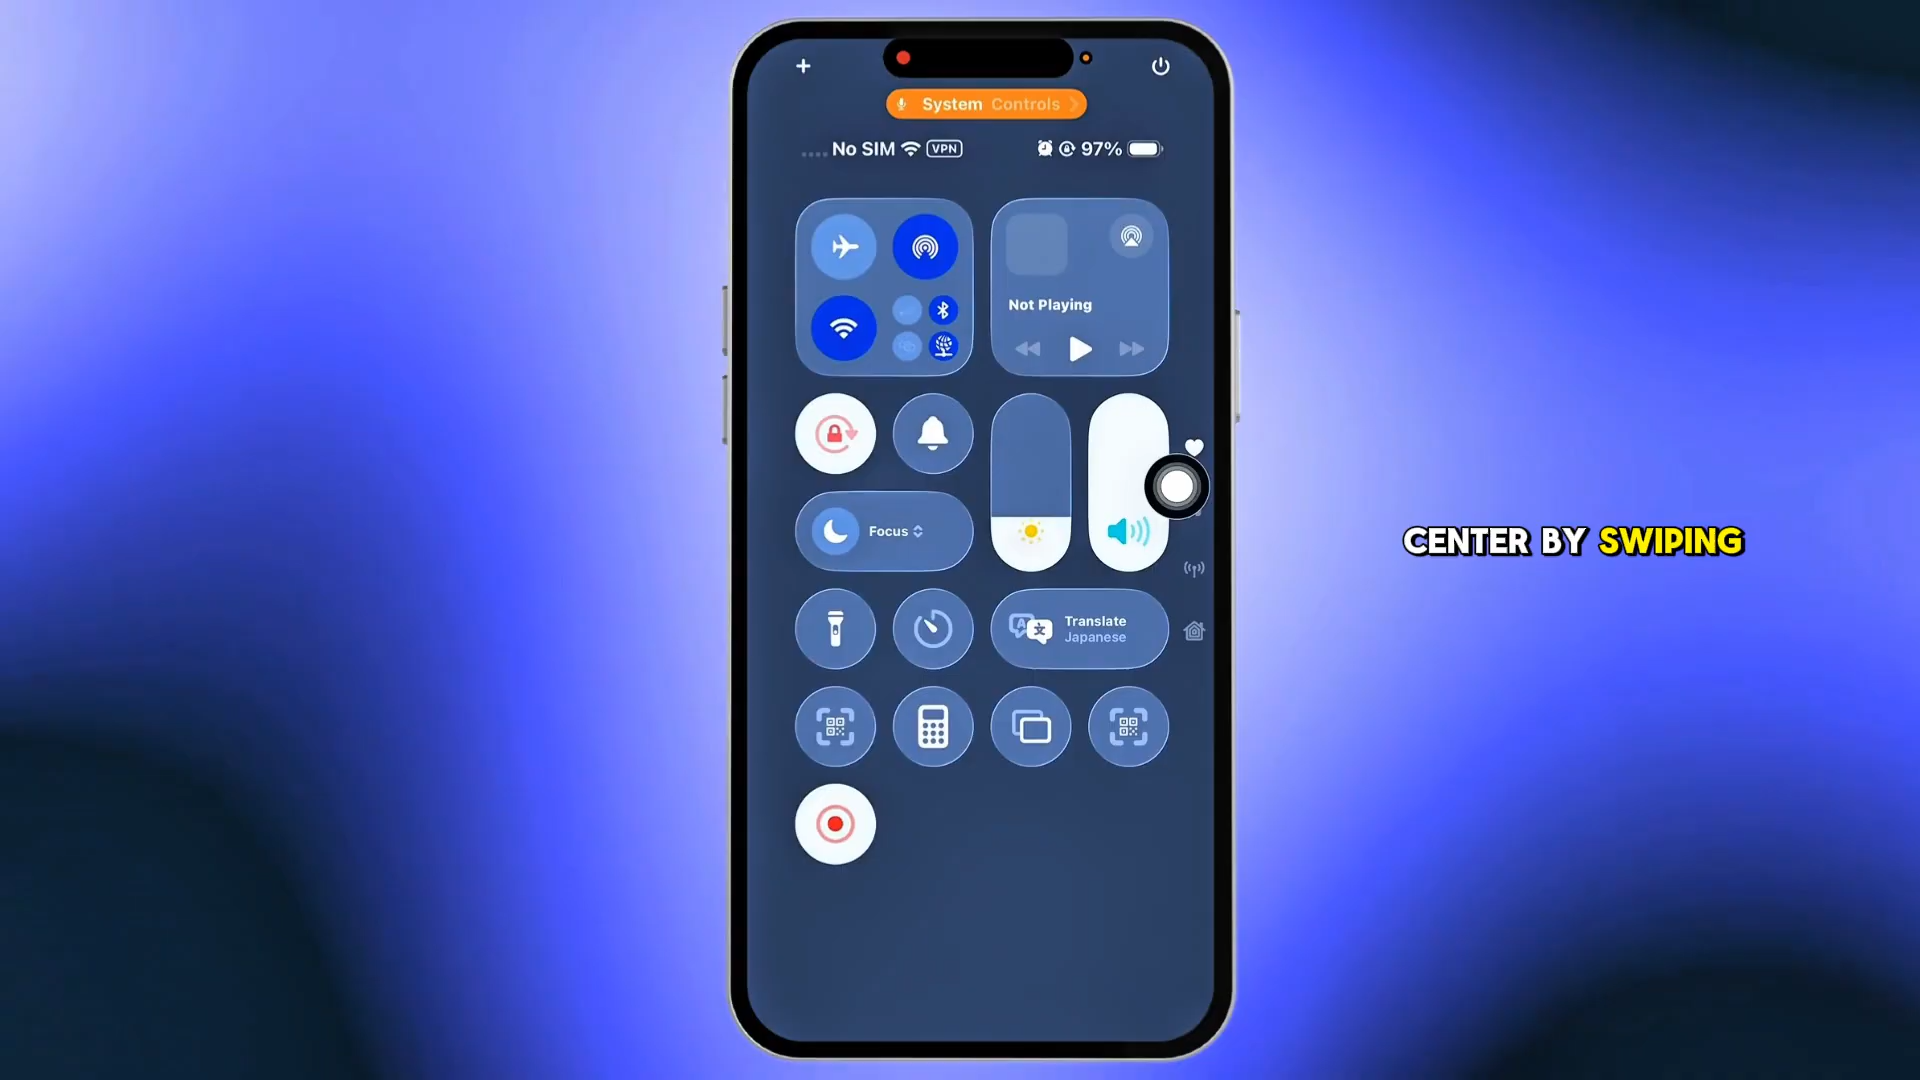 System Controls
No SIM VPN 97%
Not Playing
Focus
Translate
Japanese
CENTER BY SWIPING